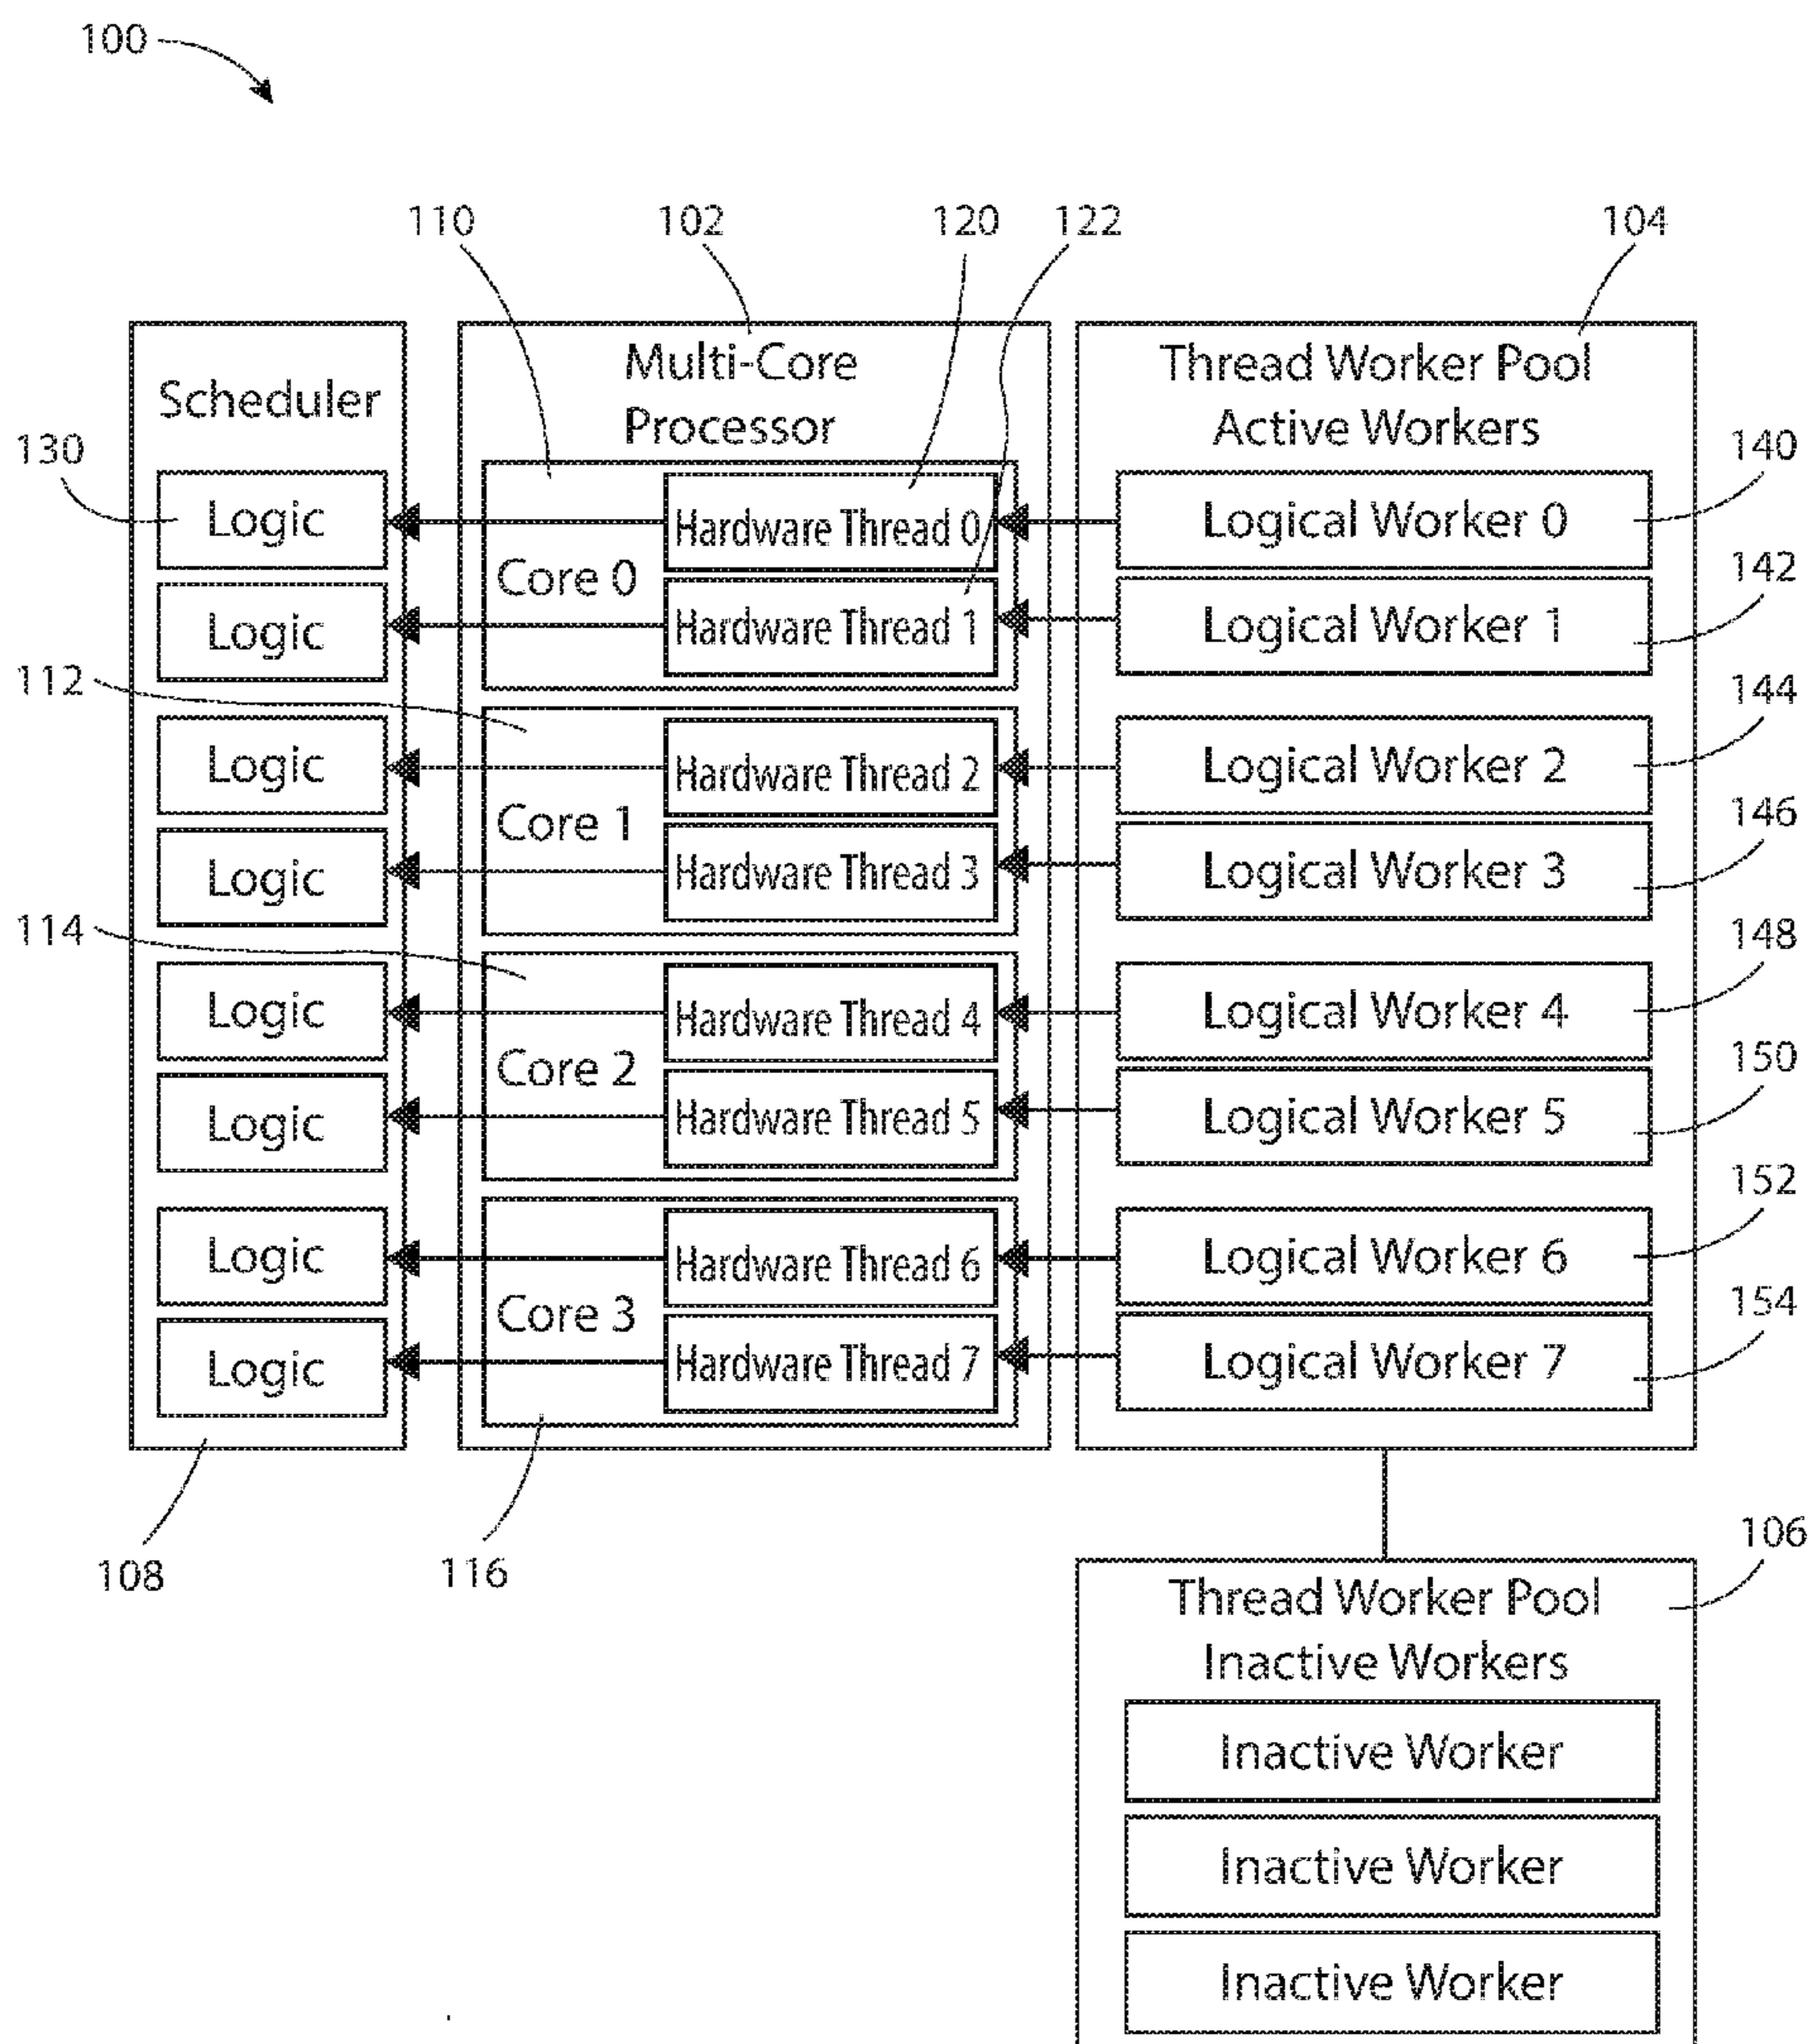 100
110
102
120
122
104
Scheduler
130
Logic
Logic
112
Logic
Logic
114
Logic
Logic
Logic
Logic
108
Multi-Core
Processor
Core 0
Hardware Thread 0
Hardware Thread 1
Core 1
Hardware Thread 2
Hardware Thread 3
Core 2
Hardware Thread 4
Hardware Thread 5
Core 3
Hardware Thread 6
Hardware Thread 7
116
Thread Worker Pool
Active Workers
Logical Worker 0
140
Logical Worker 1
142
Logical Worker 2
144
Logical Worker 3
146
Logical Worker 4
148
Logical Worker 5
150
Logical Worker 6
152
Logical Worker 7
154
106
Thread Worker Pool
Inactive Workers
Inactive Worker
Inactive Worker
Inactive Worker